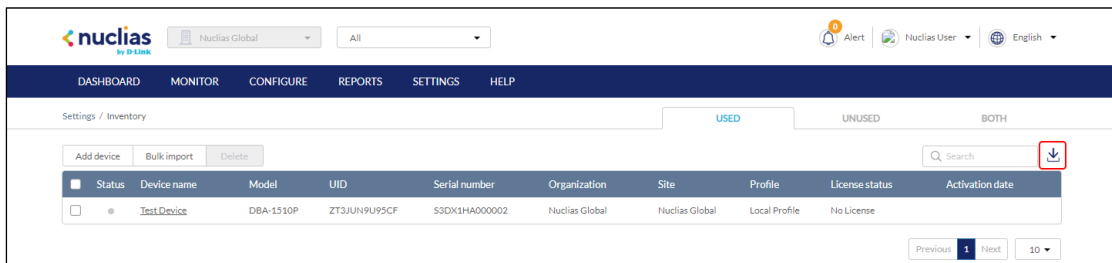 nuclias by D-Link Nuclias Global All 0 Alert Nuclias User English
DASHBOARD MONITOR CONFIGURE REPORTS SETTINGS HELP
Settings / Inventory USED UNUSED BOTH
Add device Bulk import Delete Search
Status Device name Model UID Serial number Organization Site Profile License status Activation date
Test Device DBA-1510P ZT3JUN9U95CF S3DX1HA000002 Nuclias Global Nuclias Global Local Profile No License
Previous 1 Next 10